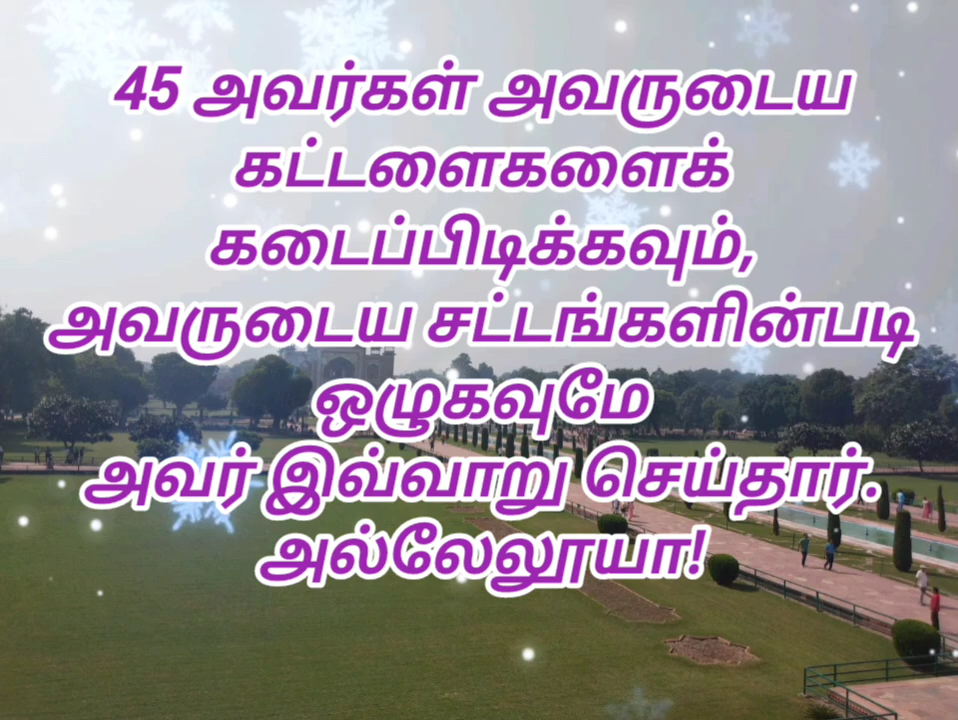 45 அவர்கள் அவருடைய
கட்டளைகளைக்
கடைப்பிடிக்கவும்,
அவருடைய சட்டங்களின்படி
ஒழுகவுமே
அவர் இவ்வாறு செய்தார்.
அல்லேலூயா!